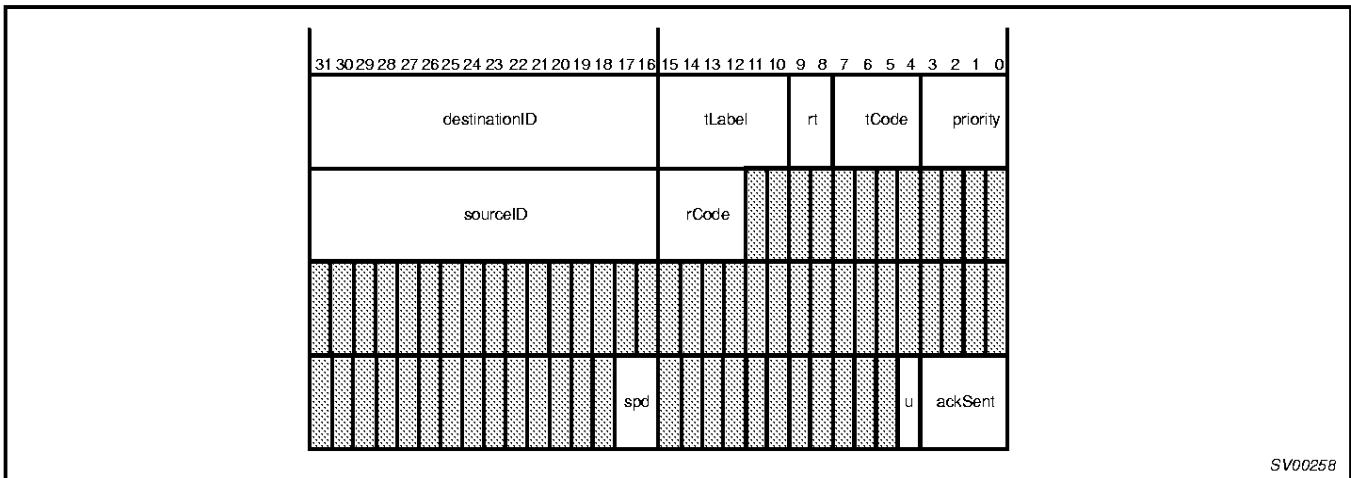 31 30 29 28 27 26 25 24 23 22 21 20 19 18 17 16 15 14 13 12 11 10 9 8 7 6 5 4 3 2 1 0
destinationID tLabel rt tCode priority
sourceID rCode
spd u ackSent
SV00258